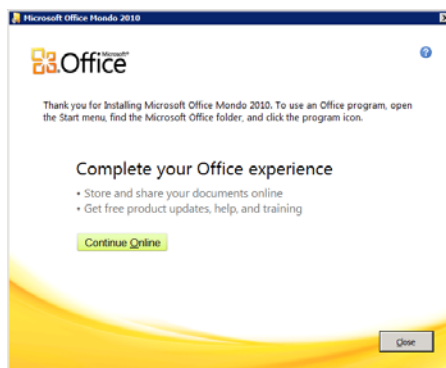 Microsoft Office Mondo 2010
Microsoft®
Office
?
Thank you for Installing Microsoft Office Mondo 2010. To use an Office program, open
the Start menu, find the Microsoft Office folder, and click the program icon.
Complete your Office experience
• Store and share your documents online
• Get free product updates, help, and training
Continue Online
Close